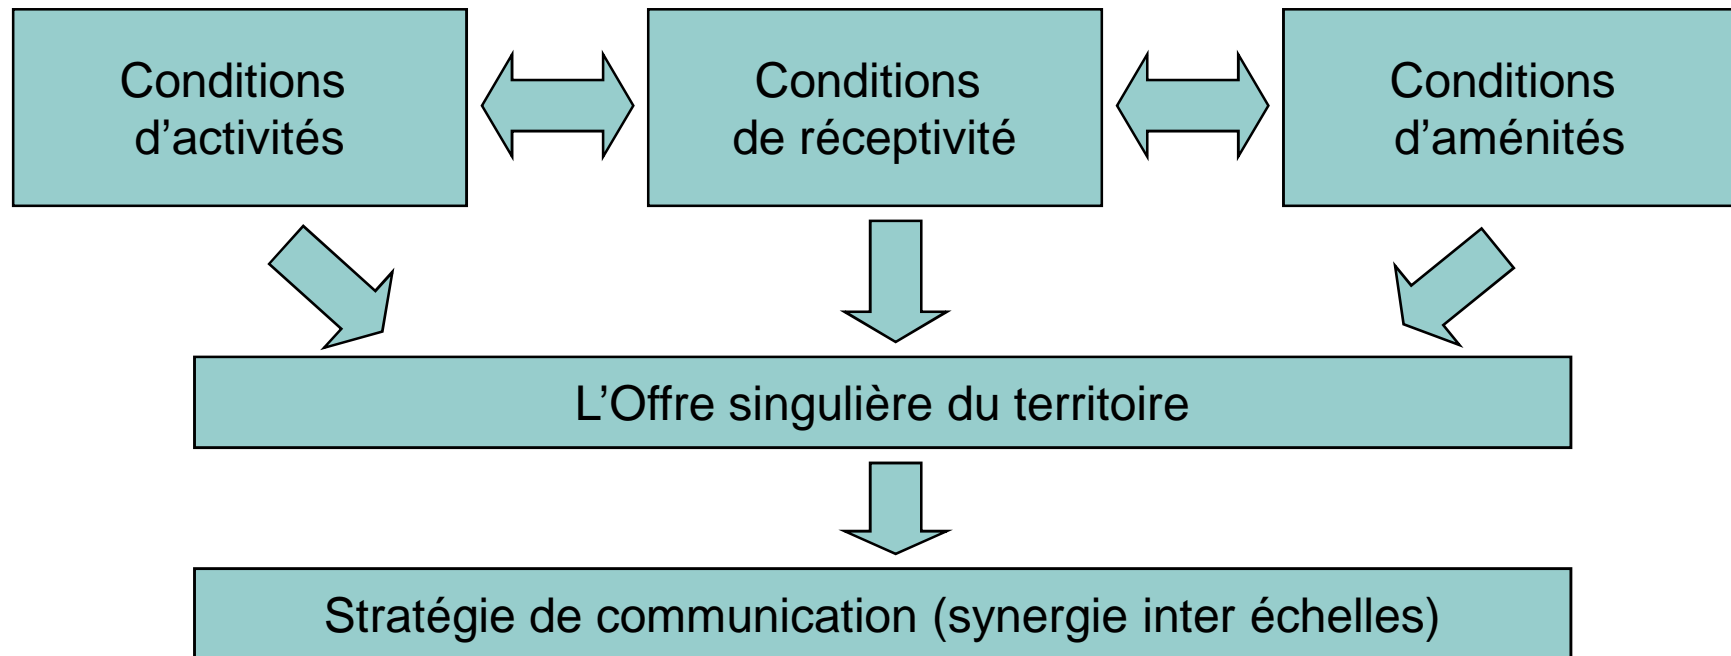 Conditions
d’activités
Conditions
de réceptivité
Conditions
d’aménités
L’Offre singulière du territoire
Stratégie de communication (synergie inter échelles)